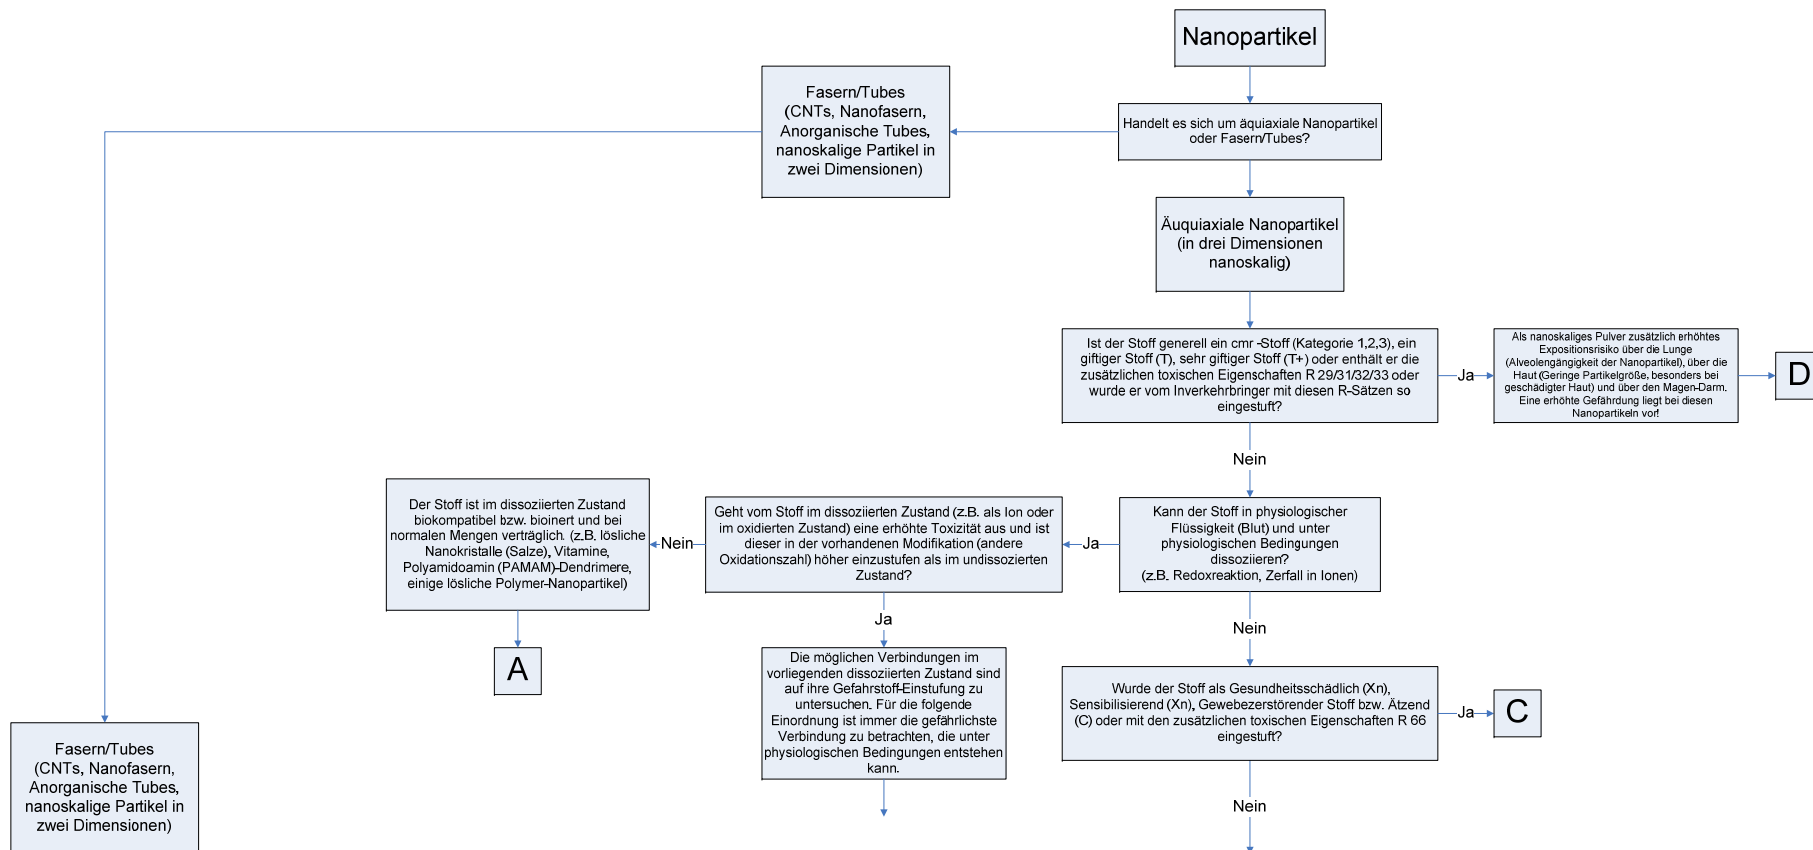 Nanopartikel
Fasern/Tubes
(CNTs, Nanofasern,
Anorganische Tubes,
nanoskalige Partikel in
zwei Dimensionen)
Handelt es sich um äquiaxiale Nanopartikel
oder Fasern/Tubes?
Äuquiaxiale Nanopartikel
(in drei Dimensionen
nanoskalig)
Ist der Stoff generell ein cmr -Stoff (Kategorie 1,2,3), ein
giftiger Stoff (T), sehr giftiger Stoff (T+) oder enthält er die
zusätzlichen toxischen Eigenschaften R 29/31/32/33 oder
wurde er vom Inverkehrbringer mit diesen R-Sätzen so
eingestuft?
Ja
Als nanoskaliges Pulver zusätzlich erhöhtes
Expositionsrisiko über die Lunge
(Alveolengängigkeit der Nanopartikel), über die
Haut (Geringe Partikelgröße, besonders bei
geschädigter Haut) und über den Magen-Darm.
Eine erhöhte Gefährdung liegt bei diesen
Nanopartikeln vor!
D
Nein
Der Stoff ist im dissoziierten Zustand
biokompatibel bzw. bioinert und bei
normalen Mengen verträglich. (z.B. lösliche
Nanokristalle (Salze), Vitamine,
Polyamidoamin (PAMAM)-Dendrimere,
einige lösliche Polymer-Nanopartikel)
Nein
Geht vom Stoff im dissoziierten Zustand (z.B. als Ion oder
im oxidierten Zustand) eine erhöhte Toxizität aus und ist
dieser in der vorhandenen Modifikation (andere
Oxidationszahl) höher einzustufen als im undissozierten
Zustand?
Ja
Kann der Stoff in physiologischer
Flüssigkeit (Blut) und unter
physiologischen Bedingungen
dissoziieren?
(z.B. Redoxreaktion, Zerfall in Ionen)
Ja
Nein
A
Die möglichen Verbindungen im
vorliegenden dissoziierten Zustand sind
auf ihre Gefahrstoff-Einstufung zu
untersuchen. Für die folgende
Einordnung ist immer die gefährlichste
Verbindung zu betrachten, die unter
physiologischen Bedingungen entstehen
kann.
Wurde der Stoff als Gesundheitsschädlich (Xn),
Sensibilisierend (Xn), Gewebezerstörender Stoff bzw. Ätzend
(C) oder mit den zusätzlichen toxischen Eigenschaften R 66
eingestuft?
Ja
C
Fasern/Tubes
(CNTs, Nanofasern,
Anorganische Tubes,
nanoskalige Partikel in
zwei Dimensionen)
Nein